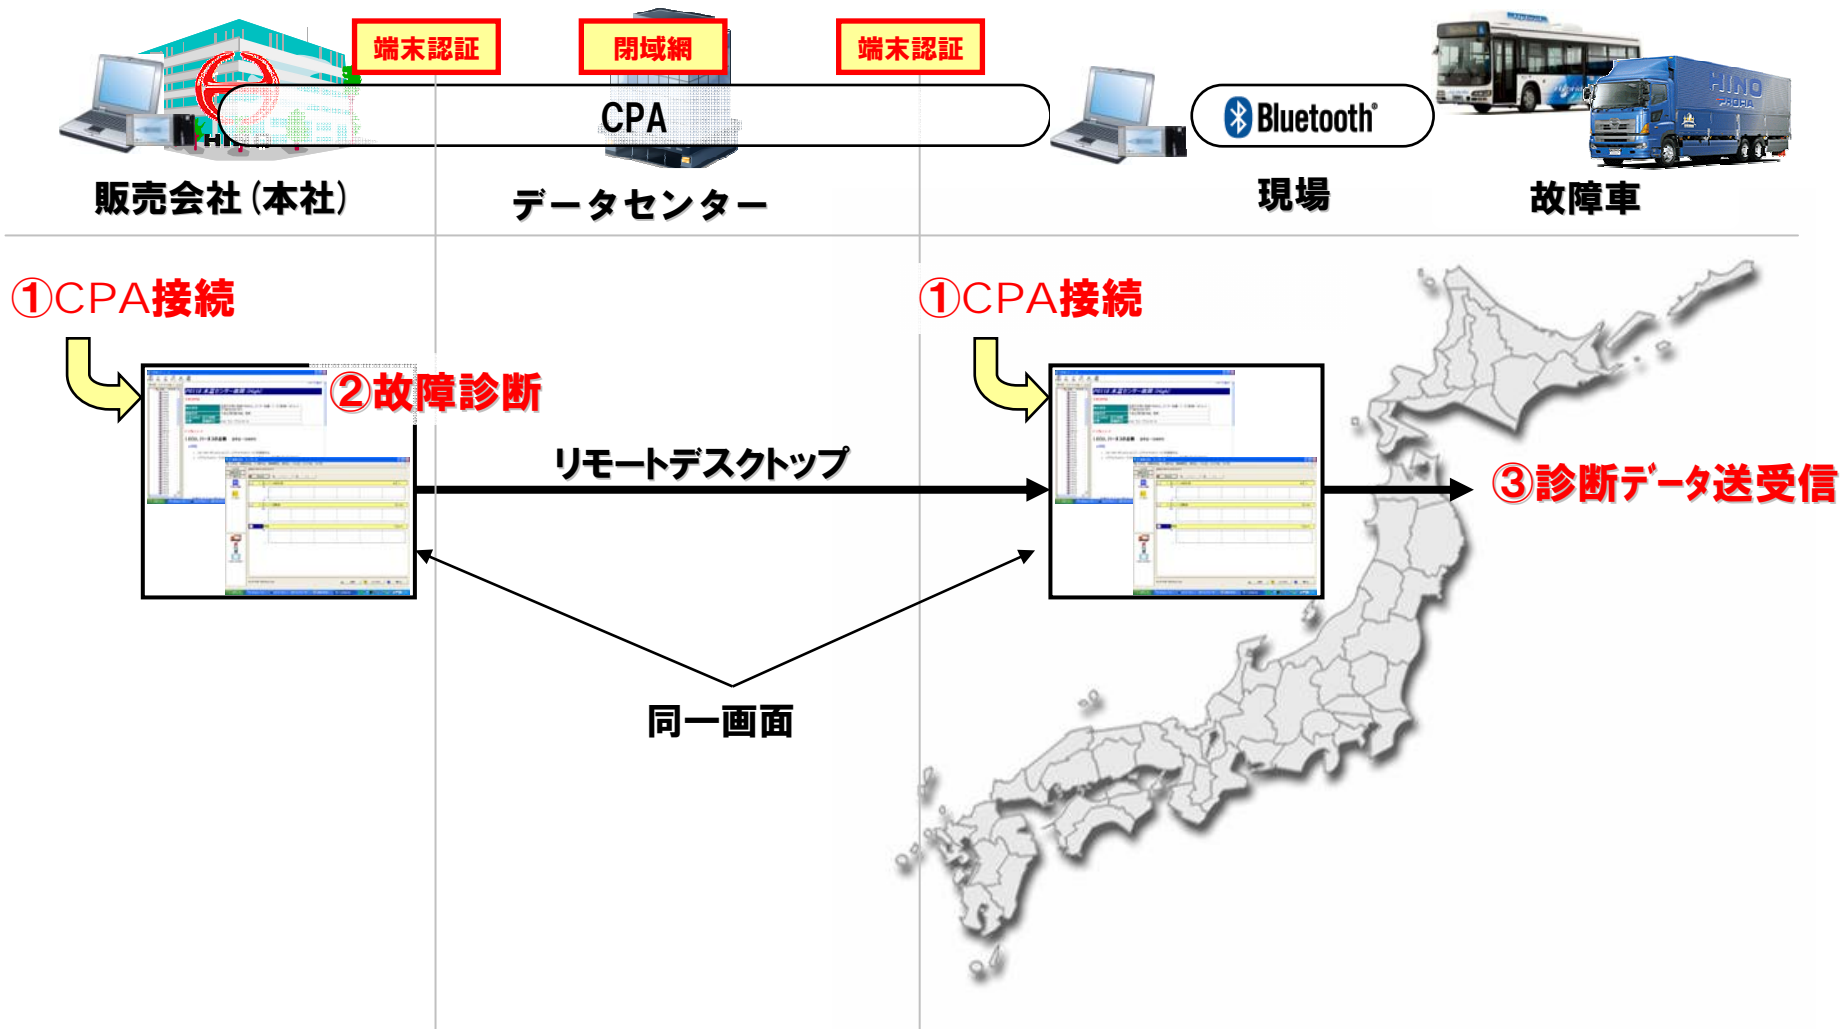 端末認証
閉域網
端末認証
CPA
Bluetooth®
HINO
PROFIA
販売会社(本社)
データセンター
現場
故障車
①CPA接続
①CPA接続
②故障診断
リモートデスクトップ
③診断データ送受信
同一画面